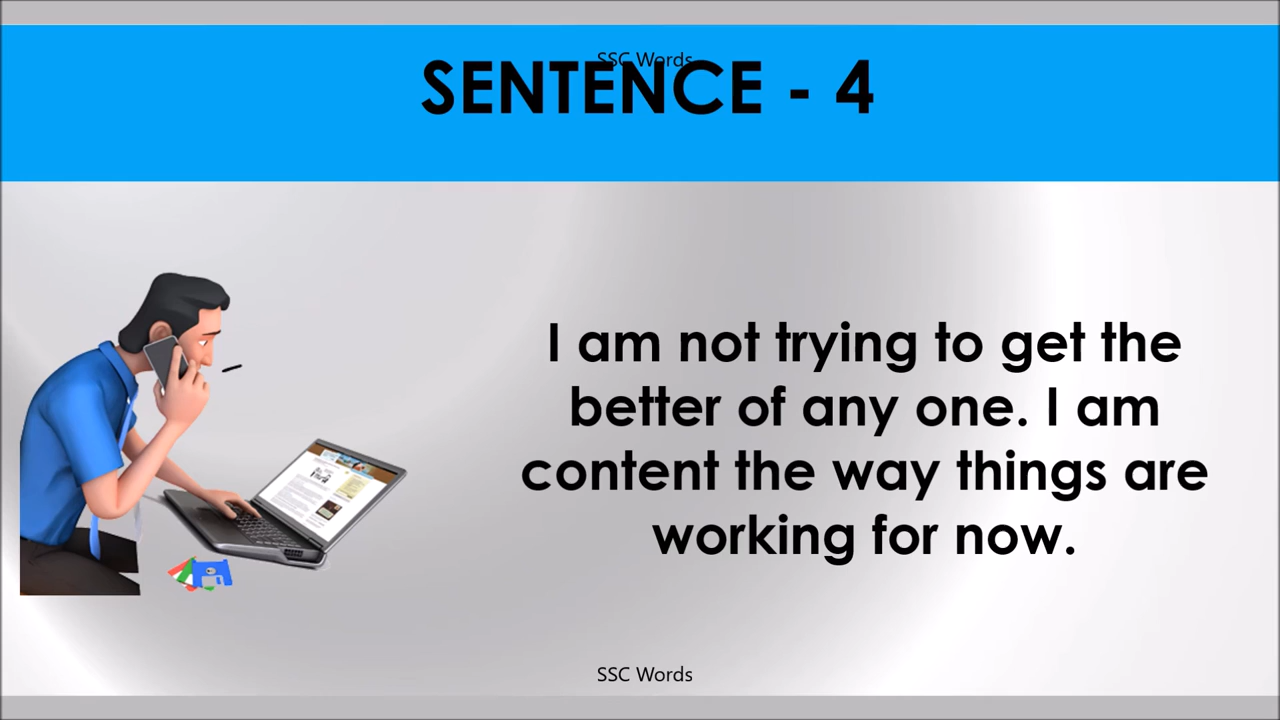 SSC Words
SENTENCE - 4
I am not trying to get the
better of any one. I am
content the way things are
working for now.
SSC Words